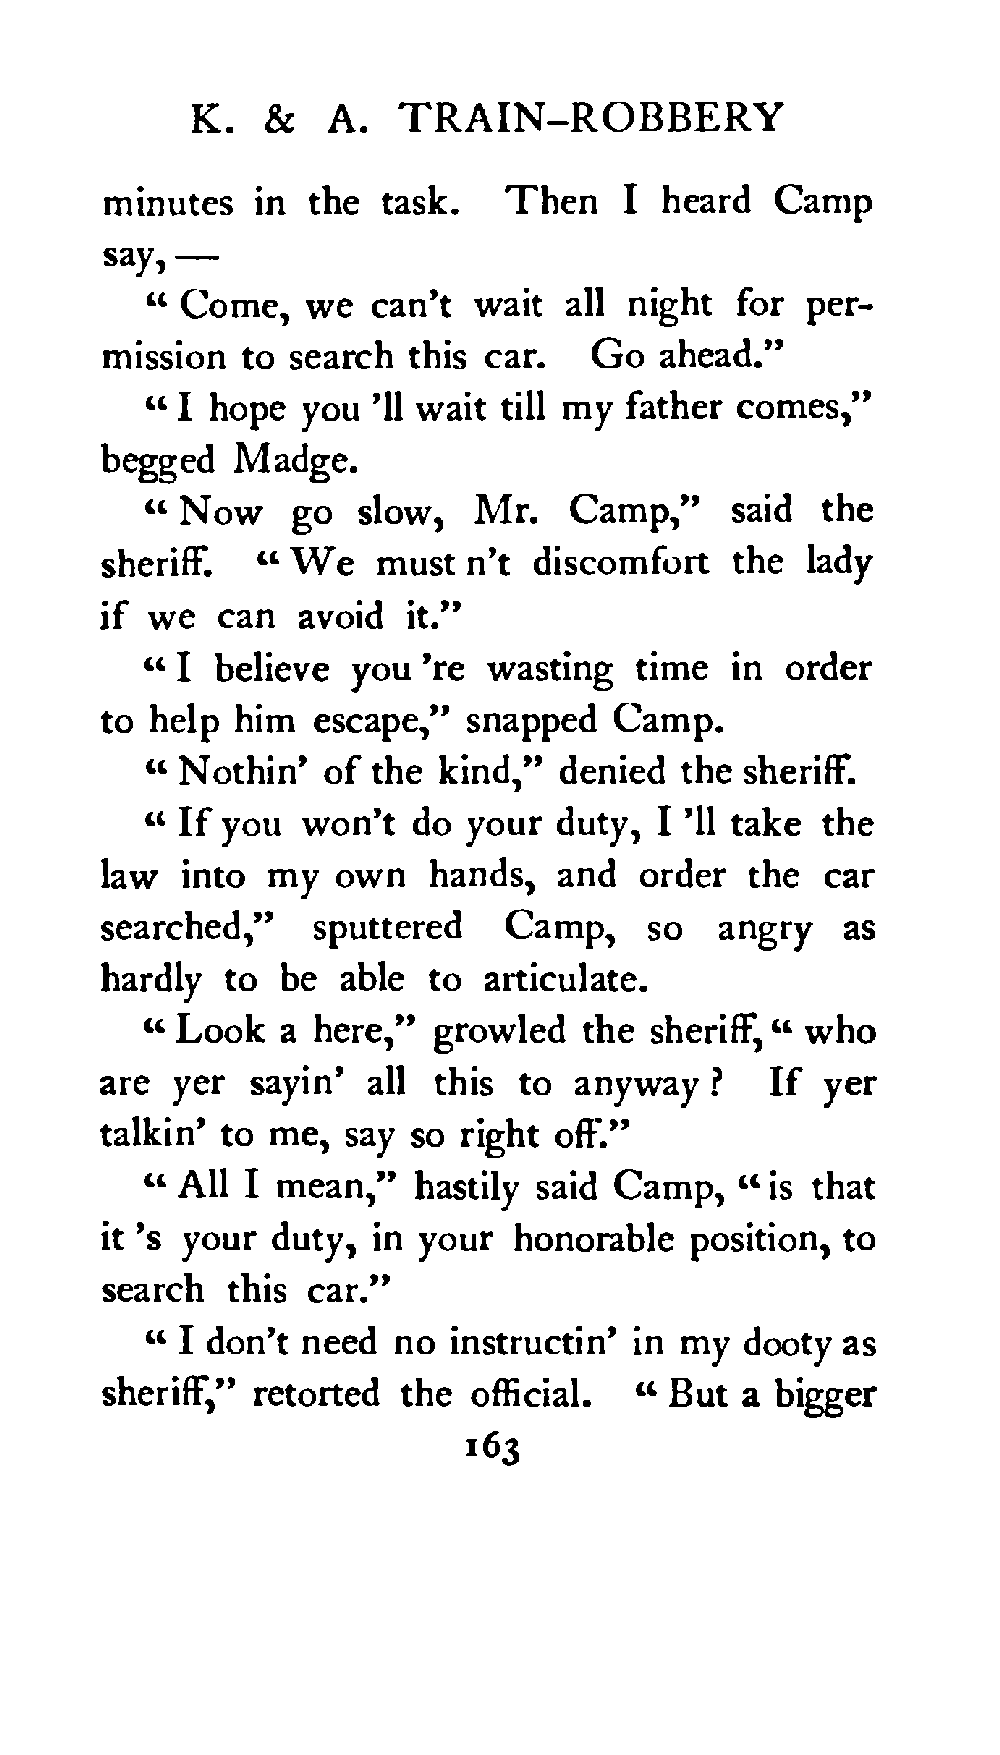 K. & A. TRAIN-ROBBERY
minutes in the task. Then I heard Camp
say, —
“ Come, we can’t wait all night for per-
mission to search this car. Go ahead.”
“ I hope you ’ll wait till my father comes,”
begged Madge.
“ Now go slow, Mr. Camp,” said the
sheriff. “ We must n’t discomfort the lady
if we can avoid it.”
“ I believe you ’re wasting time in order
to help him escape,” snapped Camp.
“ Nothin’ of the kind,” denied the sheriff.
“ If you won’t do your duty, I ’ll take the
law into my own hands, and order the car
searched,” sputtered Camp, so angry as
hardly to be able to articulate.
“ Look a here,” growled the sheriff, “ who
are yer sayin’ all this to anyway ? If yer
talkin’ to me, say so right off.”
“ All I mean,” hastily said Camp, “ is that
it ’s your duty, in your honorable position, to
search this car.”
“ I don’t need no instructin’ in my dooty as
sheriff,” retorted the official. “ But a bigger
163